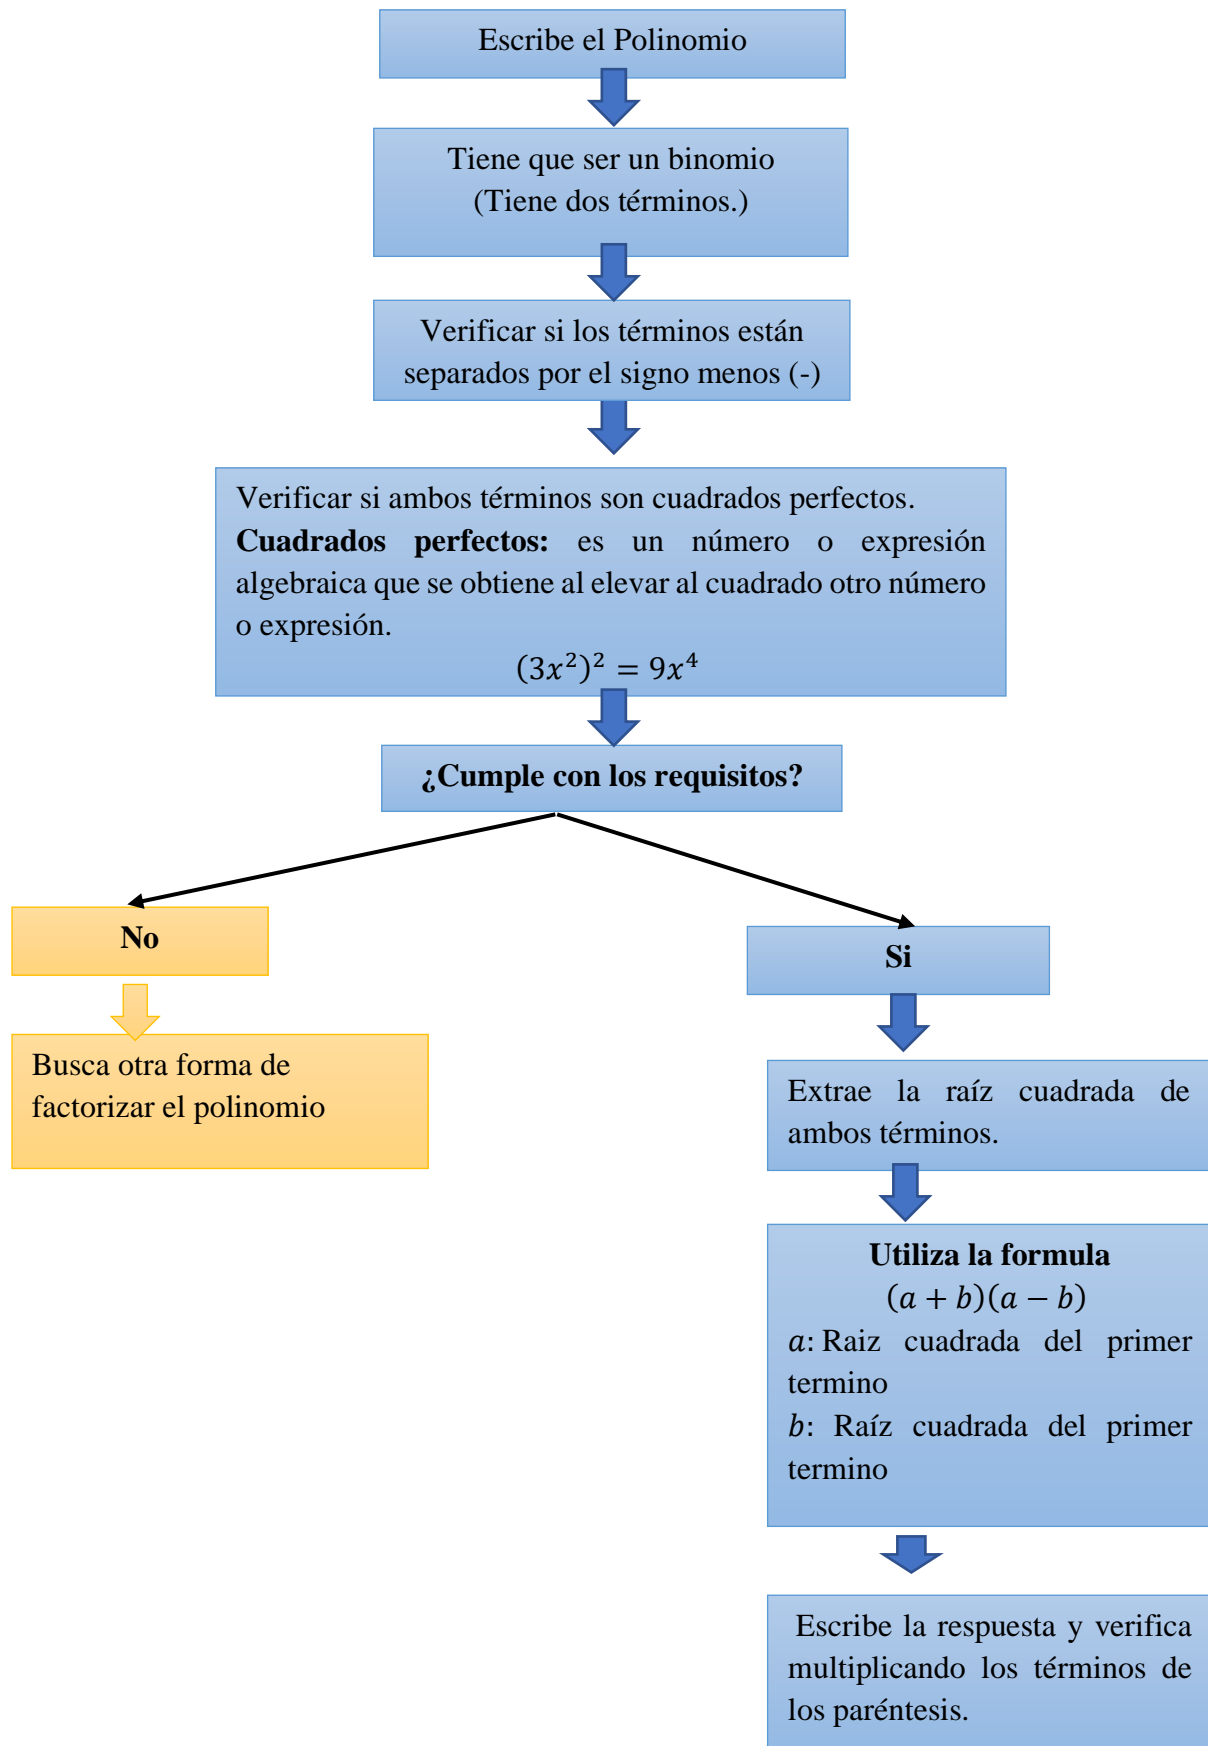 Escribe el Polinomio
Tiene que ser un binomio
(Tiene dos términos.)
Verificar si los términos están
separados por el signo menos (-)
Verificar si ambos términos son cuadrados perfectos.
Cuadrados perfectos: es un número o expresión
algebraica que se obtiene al elevar al cuadrado otro número
o expresión.
(3x²)² = 9x⁴
¿Cumple con los requisitos?
No
Busca otra forma de
factorizar el polinomio
Si
Extrae la raíz cuadrada de
ambos términos.
Utiliza la formula
(a + b)(a − b)
a: Raiz cuadrada del primer
termino
b: Raíz cuadrada del primer
termino
Escribe la respuesta y verifica
multiplicando los términos de
los paréntesis.